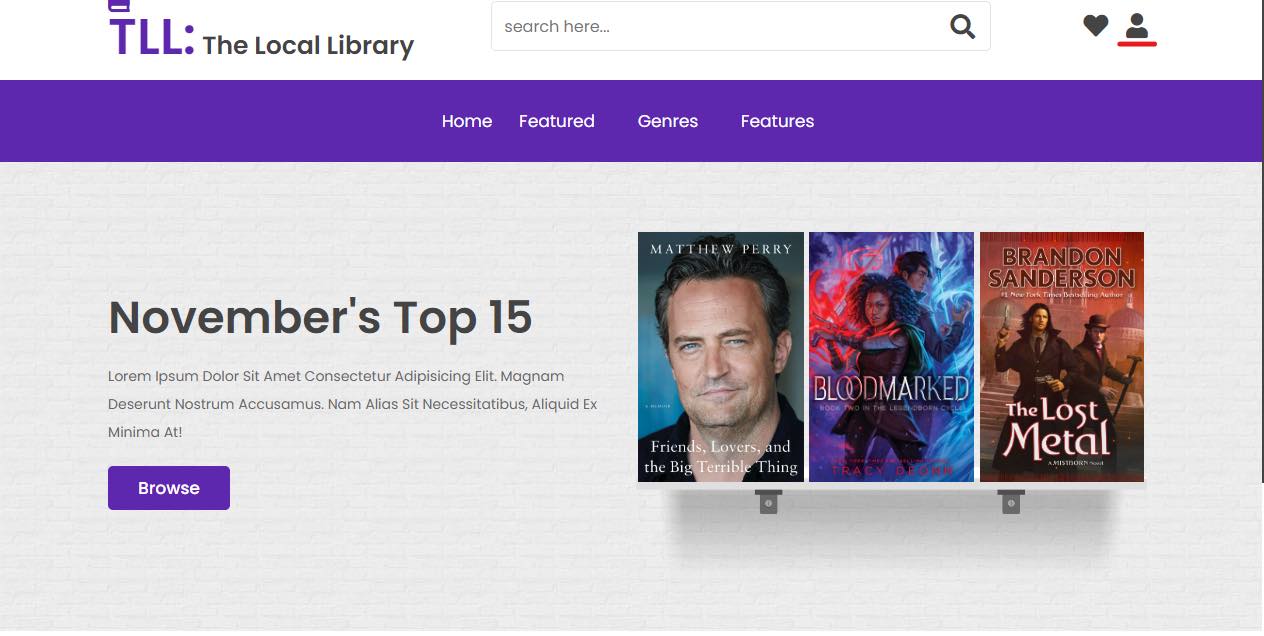 TLL: The Local Library
search here...
Home Featured Genres Features
November's Top 15
Lorem Ipsum Dolor Sit Amet Consectetur Adipisicing Elit. Magnam
Deserunt Nostrum Accusamus. Nam Alias Sit Necessitatibus, Aliquid Ex
Minima At!
Browse
MATTHEW PERRY
A MEMOIR
Friends, Lovers, and
the Big Terrible Thing
BLOODMARKED
BOOK TWO IN THE LEGENDBORN CYCLE
TRACY DEONN
BRANDON
SANDERSON
#1 New York Times Bestselling Author
The Lost
Metal
A MISTBORN Novel